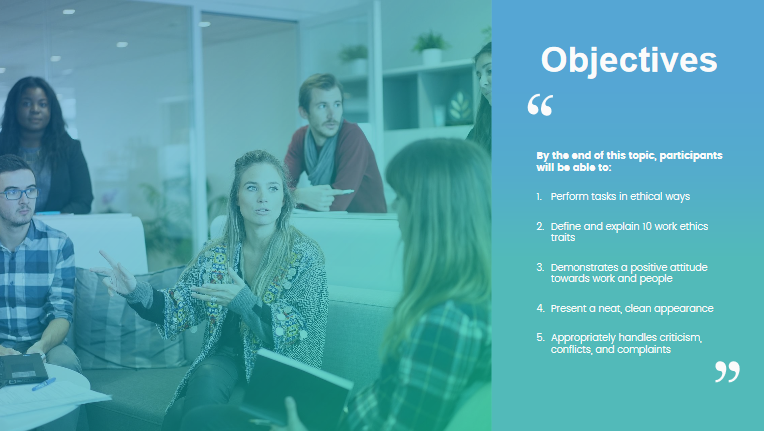 Objectives
“
By the end of this topic, participants
will be able to:
1. Perform tasks in ethical ways
2. Define and explain 10 work ethics
traits
3. Demonstrates a positive attitude
towards work and people
4. Present a neat, clean appearance
5. Appropriately handles criticism,
conflicts, and complaints
”